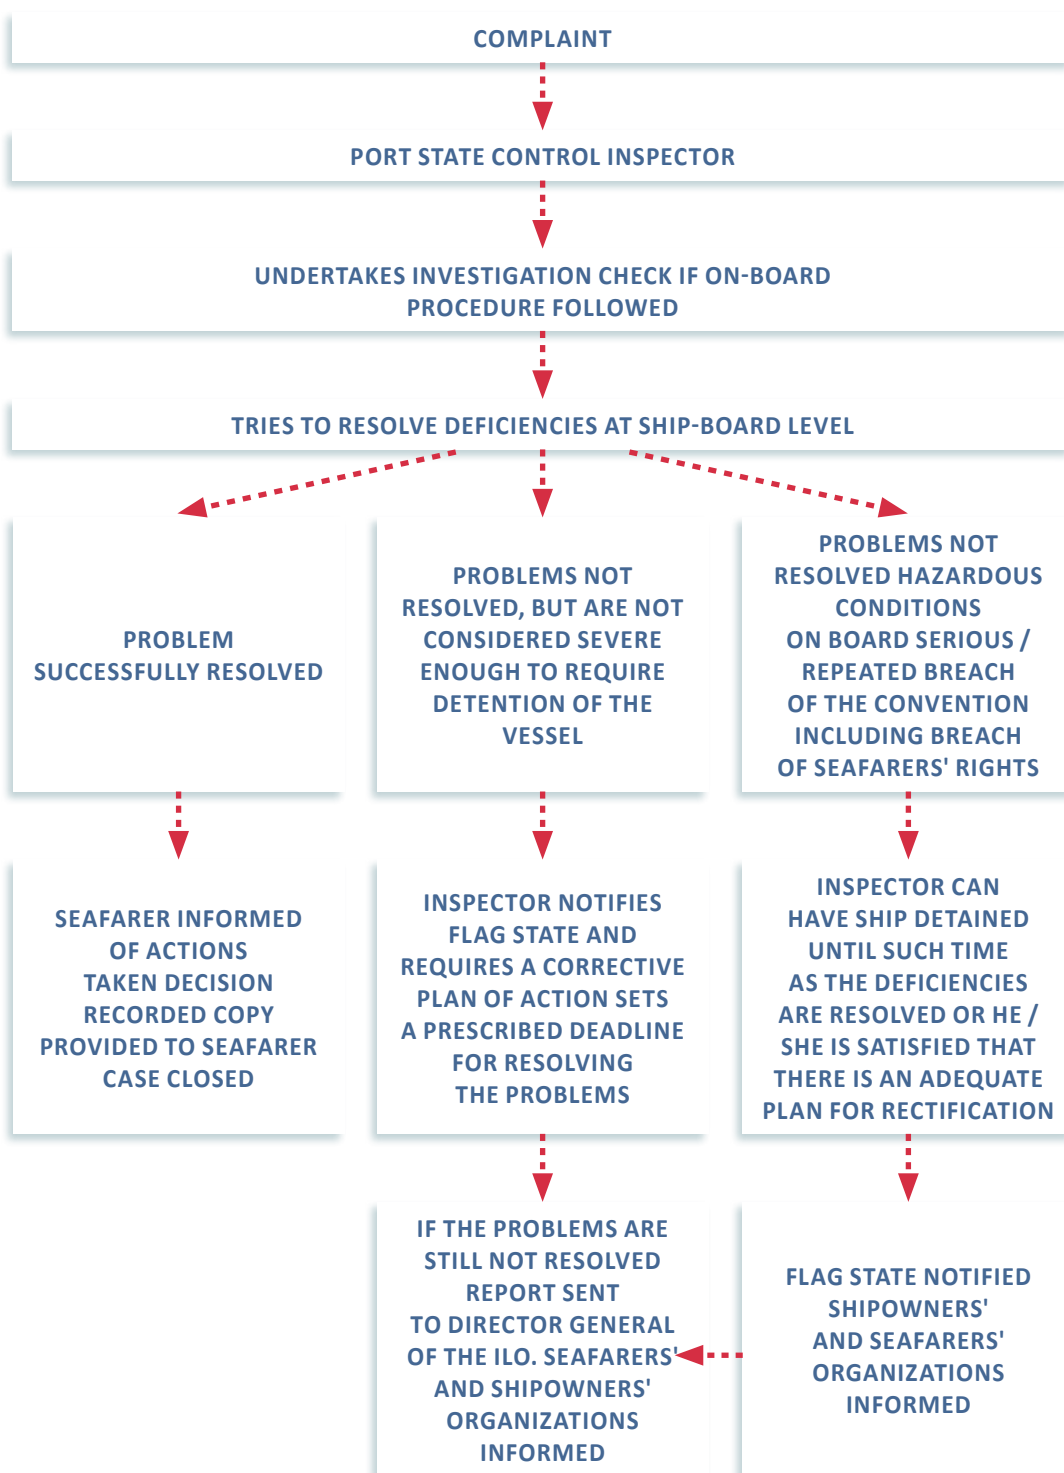 COMPLAINT
PORT STATE CONTROL INSPECTOR
UNDERTAKES INVESTIGATION CHECK IF ON-BOARD
PROCEDURE FOLLOWED
TRIES TO RESOLVE DEFICIENCIES AT SHIP-BOARD LEVEL
PROBLEM
SUCCESSFULLY RESOLVED
PROBLEMS NOT
RESOLVED, BUT ARE NOT
CONSIDERED SEVERE
ENOUGH TO REQUIRE
DETENTION OF THE
VESSEL
PROBLEMS NOT
RESOLVED HAZARDOUS
CONDITIONS
ON BOARD SERIOUS /
REPEATED BREACH
OF THE CONVENTION
INCLUDING BREACH
OF SEAFARERS' RIGHTS
SEAFARER INFORMED
OF ACTIONS
TAKEN DECISION
RECORDED COPY
PROVIDED TO SEAFARER
CASE CLOSED
INSPECTOR NOTIFIES
FLAG STATE AND
REQUIRES A CORRECTIVE
PLAN OF ACTION SETS
A PRESCRIBED DEADLINE
FOR RESOLVING
THE PROBLEMS
INSPECTOR CAN
HAVE SHIP DETAINED
UNTIL SUCH TIME
AS THE DEFICIENCIES
ARE RESOLVED OR HE /
SHE IS SATISFIED THAT
THERE IS AN ADEQUATE
PLAN FOR RECTIFICATION
IF THE PROBLEMS ARE
STILL NOT RESOLVED
REPORT SENT
TO DIRECTOR GENERAL
OF THE ILO. SEAFARERS'
AND SHIPOWNERS'
ORGANIZATIONS
INFORMED
FLAG STATE NOTIFIED
SHIPOWNERS'
AND SEAFARERS'
ORGANIZATIONS
INFORMED